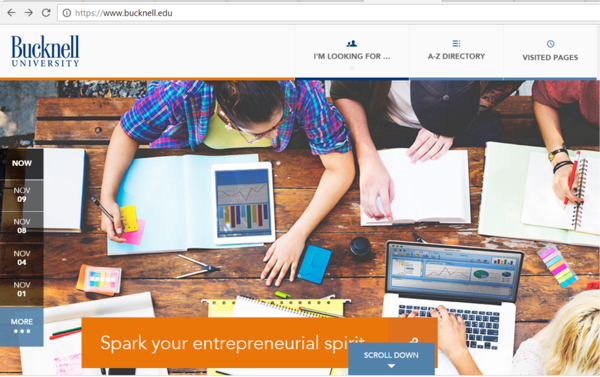 https://www.bucknell.edu
Bucknell
UNIVERSITY
I'M LOOKING FOR ...
A-Z DIRECTORY
VISITED PAGES
NOW
NOV
09
NOV
08
NOV
04
NOV
01
MORE
Spark your entrepreneurial spirit
SCROLL DOWN